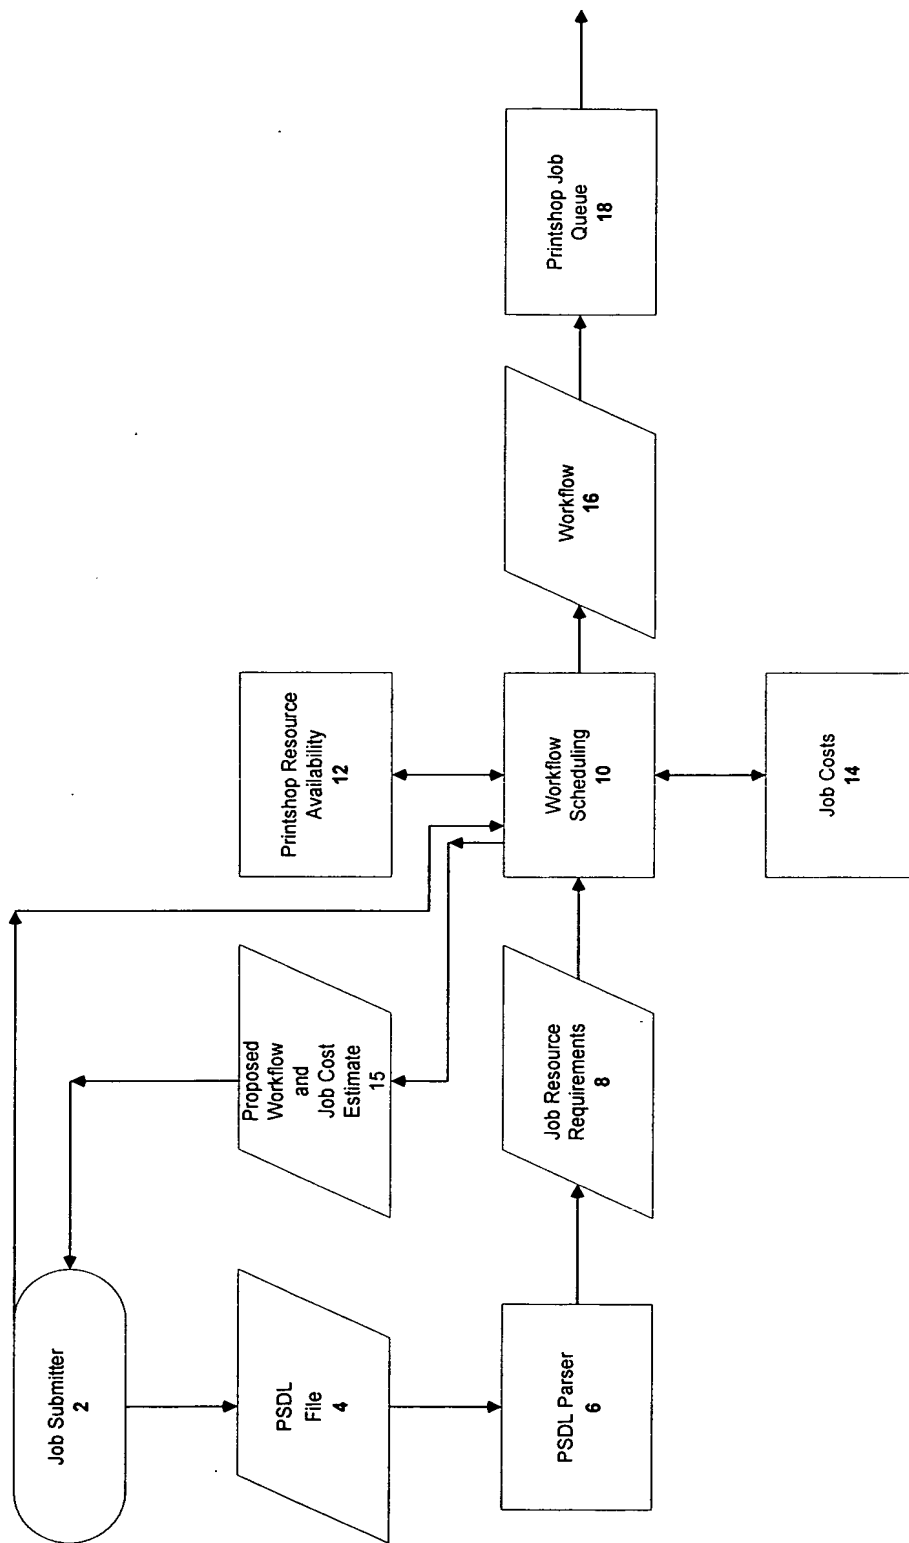 Job Submitter
2
PSDL
File
4
PSDL Parser
6
Proposed
Workflow
and
Job Cost
Estimate
15
Job Resource
Requirements
8
Printshop Resource
Availability
12
Workflow
Scheduling
10
Job Costs
14
Workflow
16
Printshop Job
Queue
18